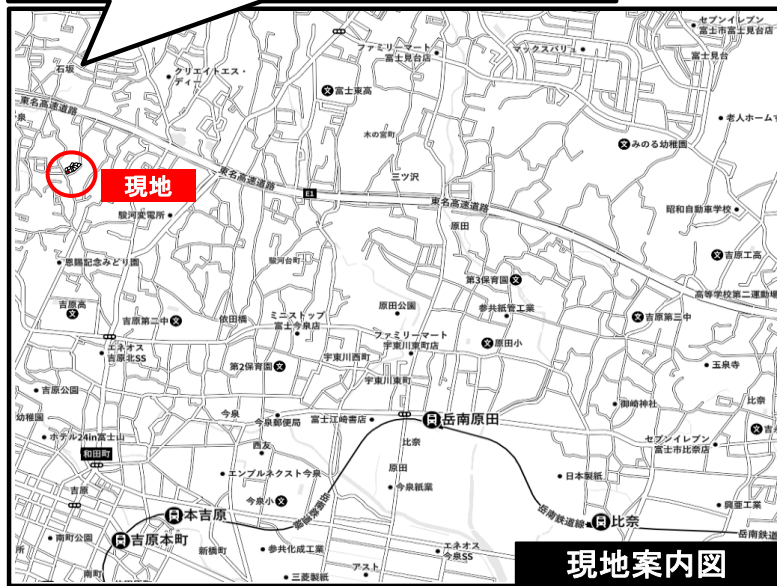 セブンイレブン
富士市富士見台店
ファミリーマート
富士見台店
マックスバリュ
富士見台
石坂
クリエイトエス・
ディー
富士東高
東名高速道路
老人ホーム
木の宮町
みのる幼稚園
現地
東名高速道路
三ツ沢
E1
東名高速道路
昭和自動車学校
駿河変電所
原田
恩賜記念みどり園
駿河台町
吉原工高
第3保育園
高等学校第二運動場
吉原高
吉原第二中
依田橋
ミニストップ
富士今泉店
原田公園
参共紙管工業
吉原第三中
エネオス
吉原北SS
ファミリーマート
宇東川東町店
原田小
宇東川西町
第2保育園
玉泉寺
宇東川東町
吉原公園
比奈
御崎神社
幼稚園
今泉
今泉郵便局
富士江崎書店
岳南原田
ホテル24in富士山
比奈
セブンイレブン
富士市比奈店
和田町
西友
エンブルネクスト今泉
原田
日本製紙
吉原
今泉小
今泉紙業
興亜工業
本吉原
岳南鉄道線
比奈
南町公園
吉原本町
新橋町
参共化成工業
エネオス
今泉SS
岳南鉄道
南町
アスト
三菱製紙
現地案内図